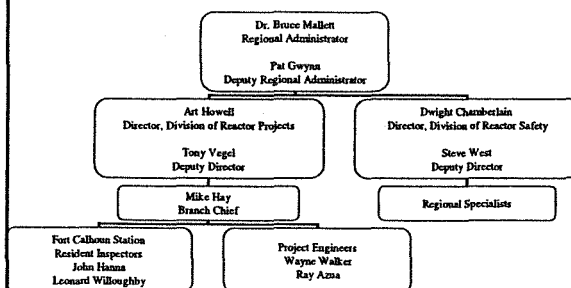 Dr. Bruce Mallett
Regional Administrator
Pat Gwynn
Deputy Regional Administrator
Art Howell
Director, Division of Reactor Projects
Tony Vegel
Deputy Director
Dwight Chamberlain
Director, Division of Reactor Safety
Steve West
Deputy Director
Mike Hay
Branch Chief
Regional Specialists
Fort Calhoun Station
Resident Inspectors
John Hanna
Leonard Willoughby
Project Engineers
Wayne Walker
Ray Azua